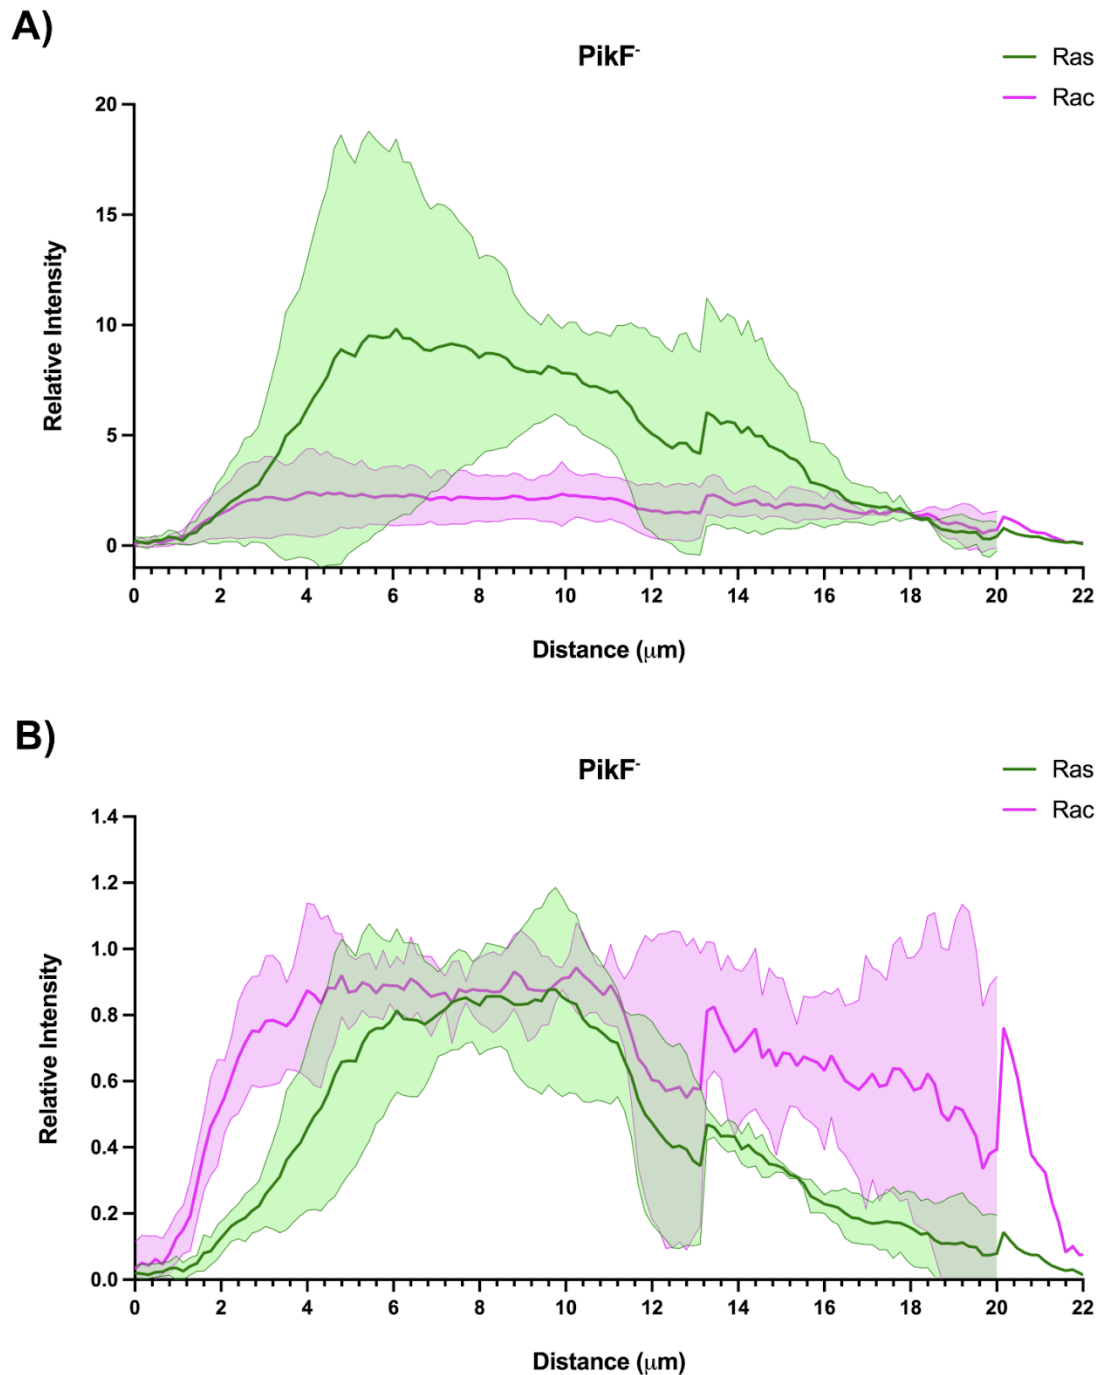 A)
PikF-
Ras
Rac
20
15
10
5
0
Relative Intensity
0 2 4 6 8 10 12 14 16 18 20 22
Distance (μm)
B)
PikF-
Ras
Rac
1.4
1.2
1.0
0.8
0.6
0.4
0.2
0.0
Relative Intensity
0 2 4 6 8 10 12 14 16 18 20 22
Distance (μm)